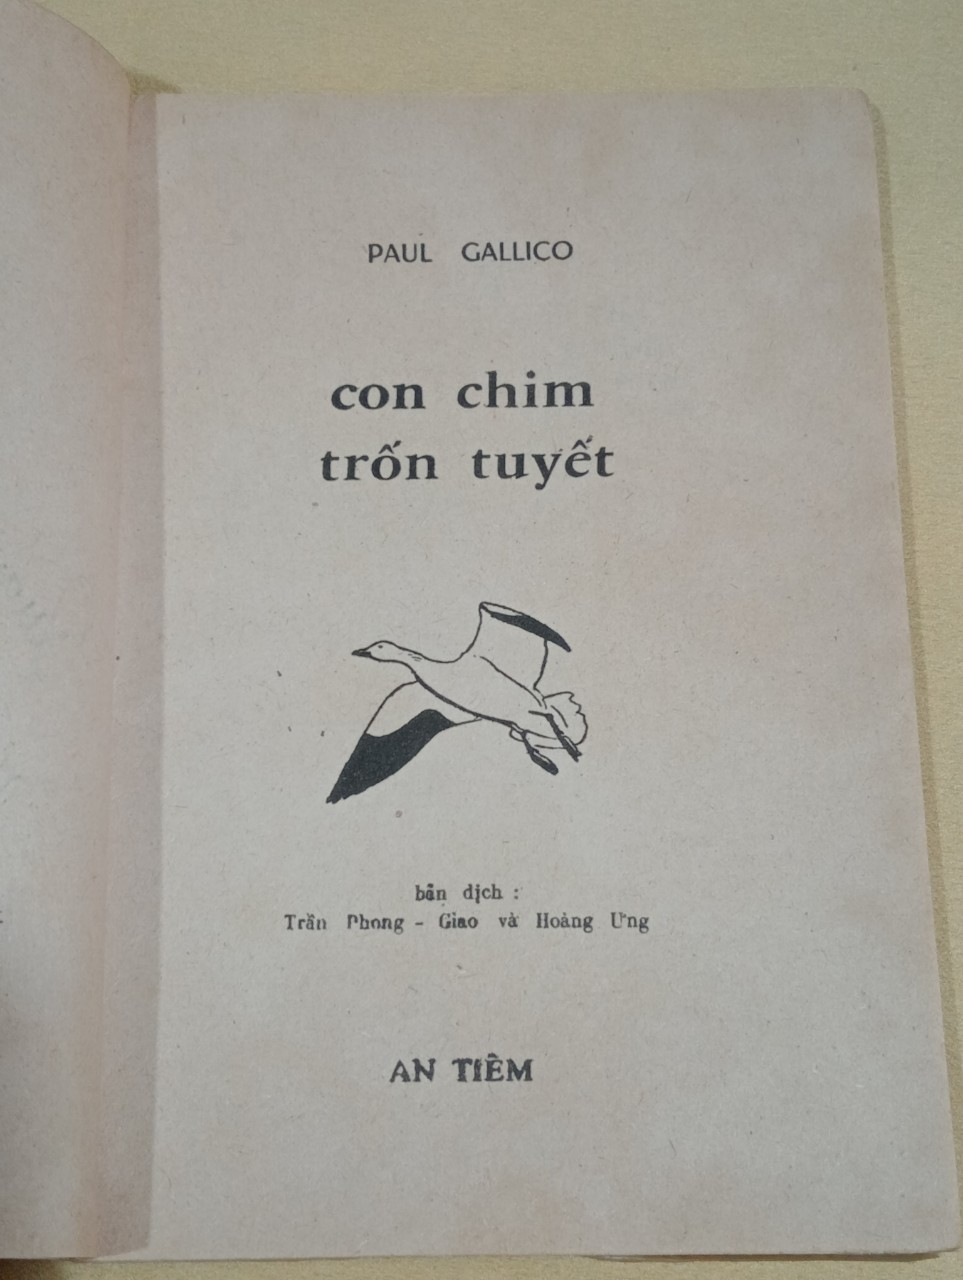 PAUL GALLICO
con chim
trốn tuyết
bản dịch :
Trần Phong - Giao và Hoàng Ưng
AN TIÊM